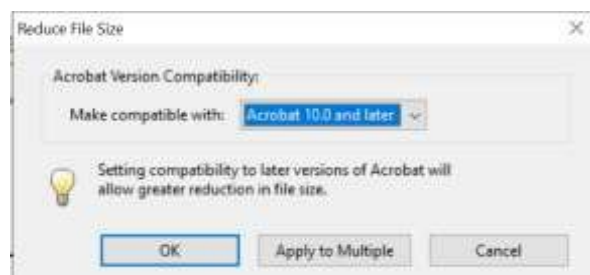 Reduce File Size
Acrobat Version Compatibility:
Make compatible with: Acrobat 10.0 and later
Setting compatibility to later versions of Acrobat will
allow greater reduction in file size.
OK Apply to Multiple Cancel